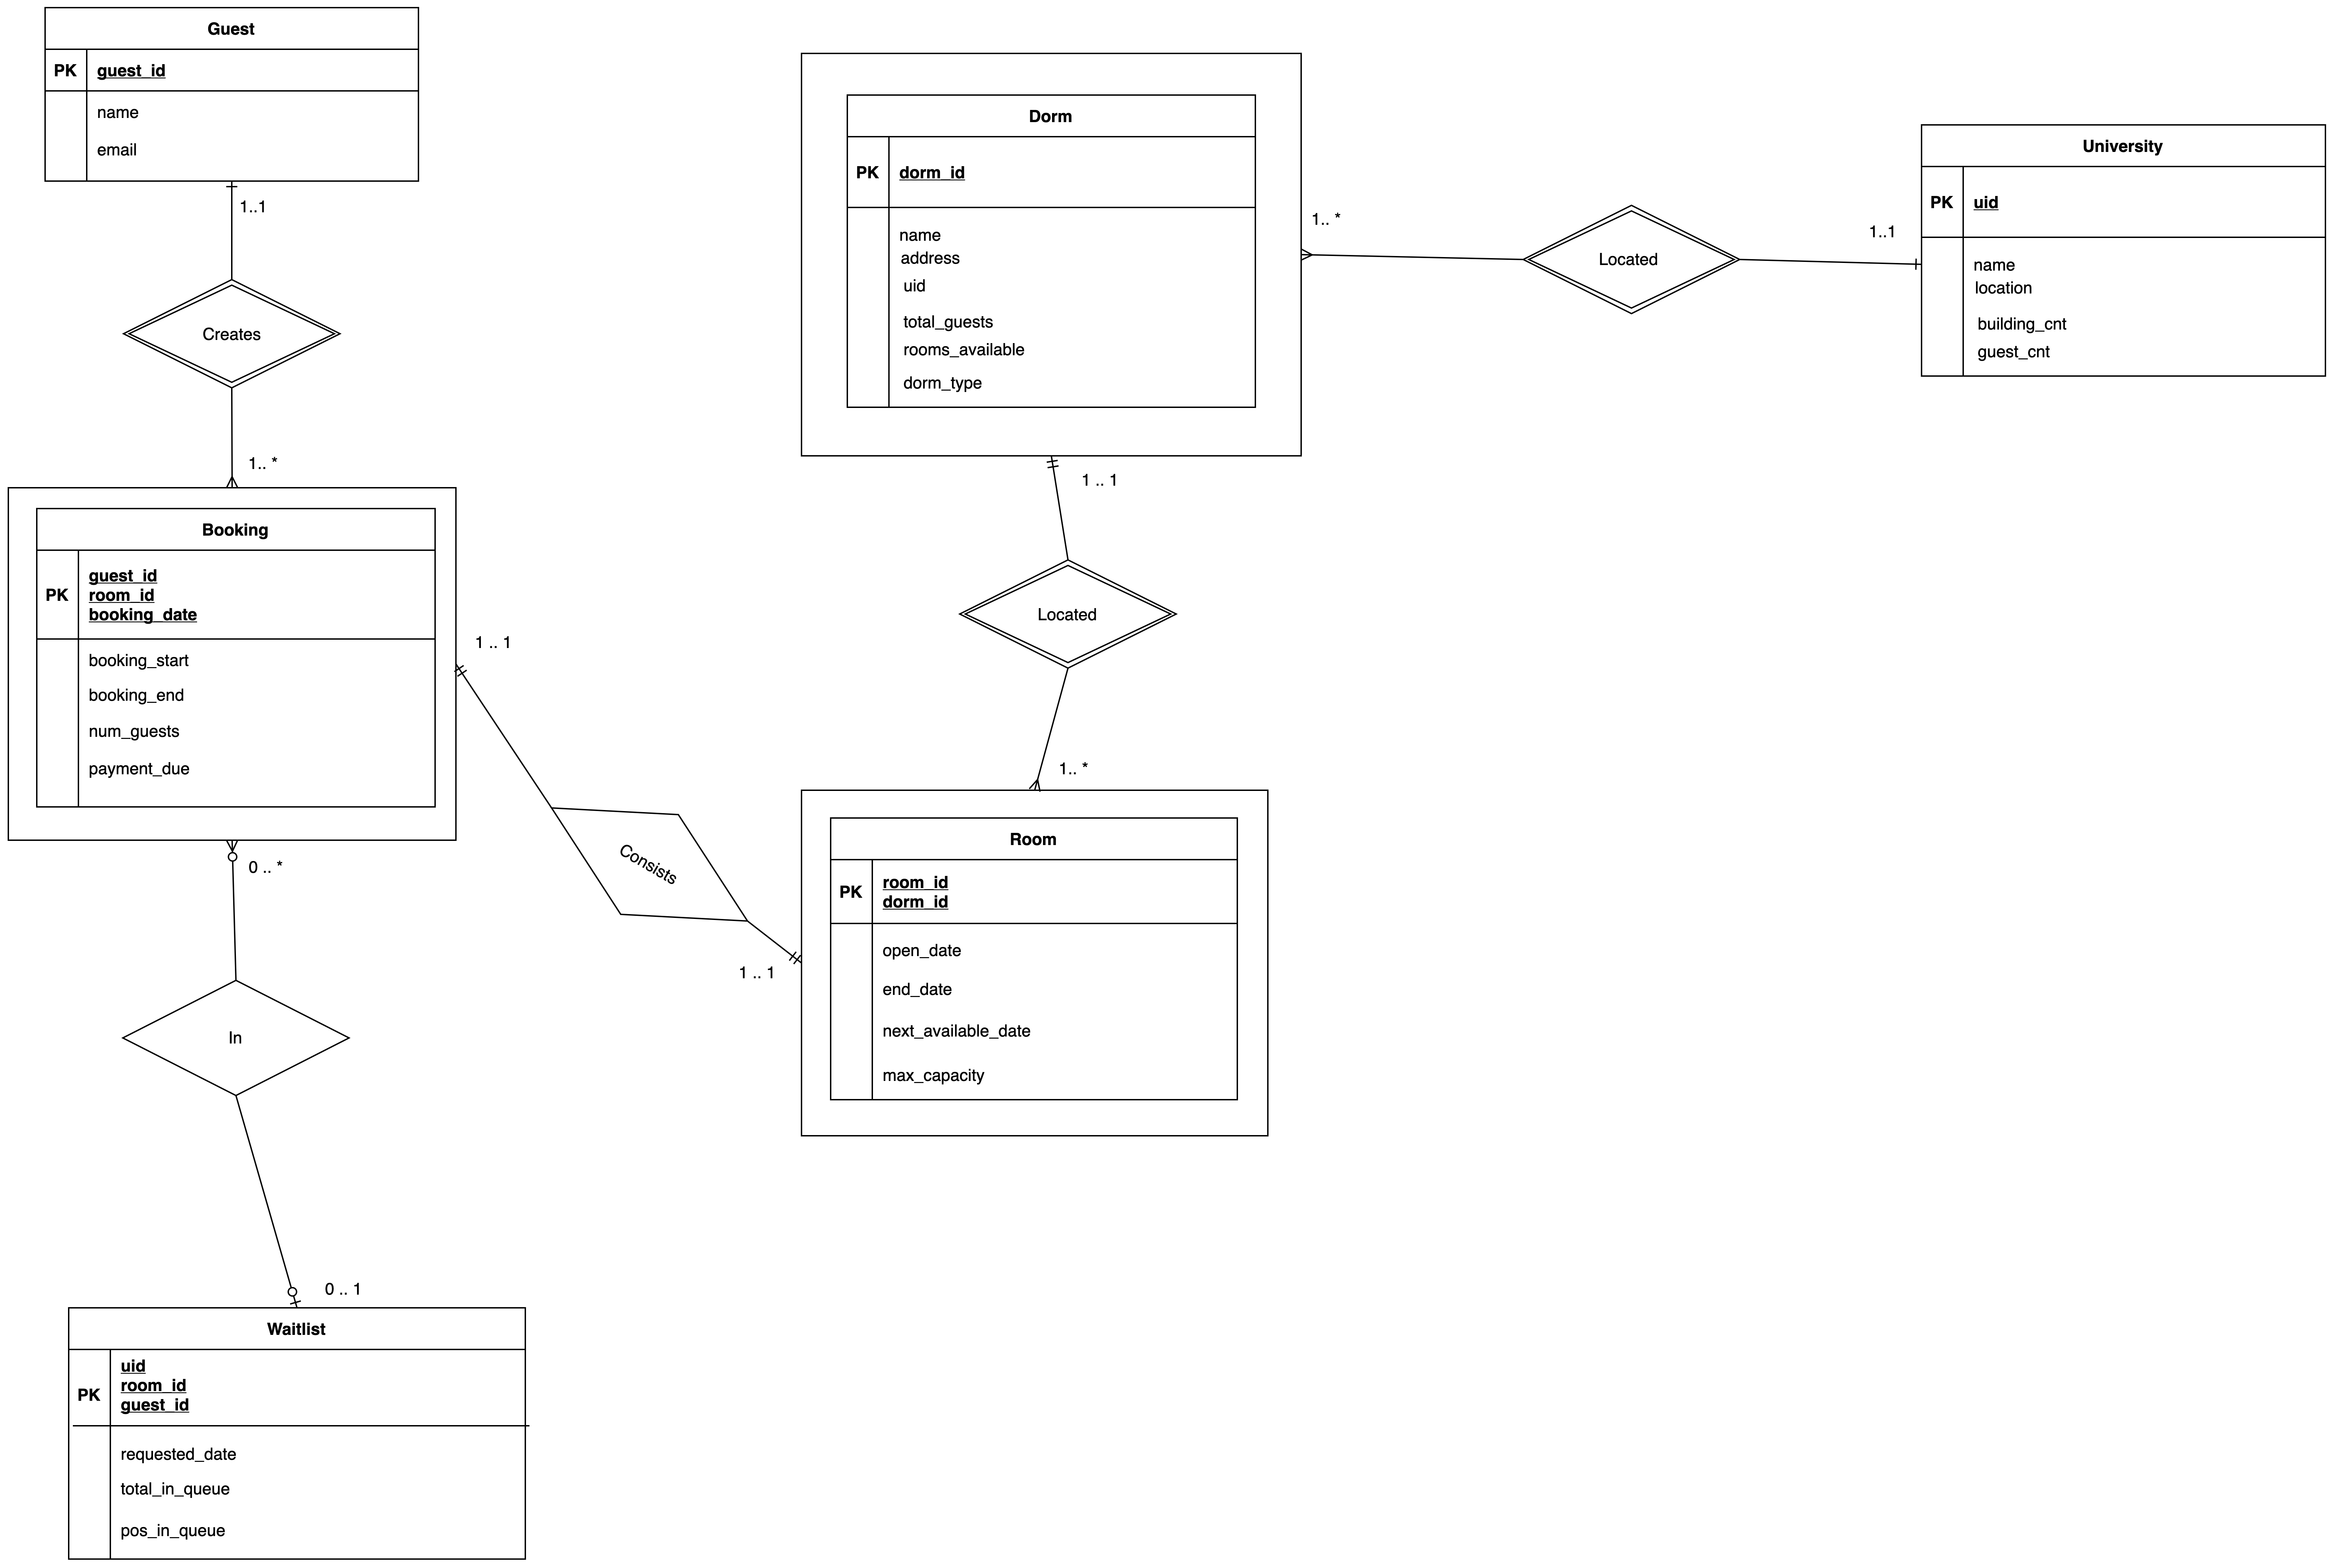 Guest
PK
guest_id
name
email
1..1
Creates
1.. *
Booking
PK
guest_id
room_id
booking_date
booking_start
booking_end
num_guests
payment_due
1 .. 1
0 .. *
Consists
1 .. 1
In
0 .. 1
Waitlist
PK
uid
room_id
guest_id
requested_date
total_in_queue
pos_in_queue
Dorm
PK
dorm_id
name
address
uid
total_guests
rooms_available
dorm_type
1.. *
Located
1..1
University
PK
uid
name
location
building_cnt
guest_cnt
1 .. 1
Located
1.. *
Room
PK
room_id
dorm_id
open_date
end_date
next_available_date
max_capacity